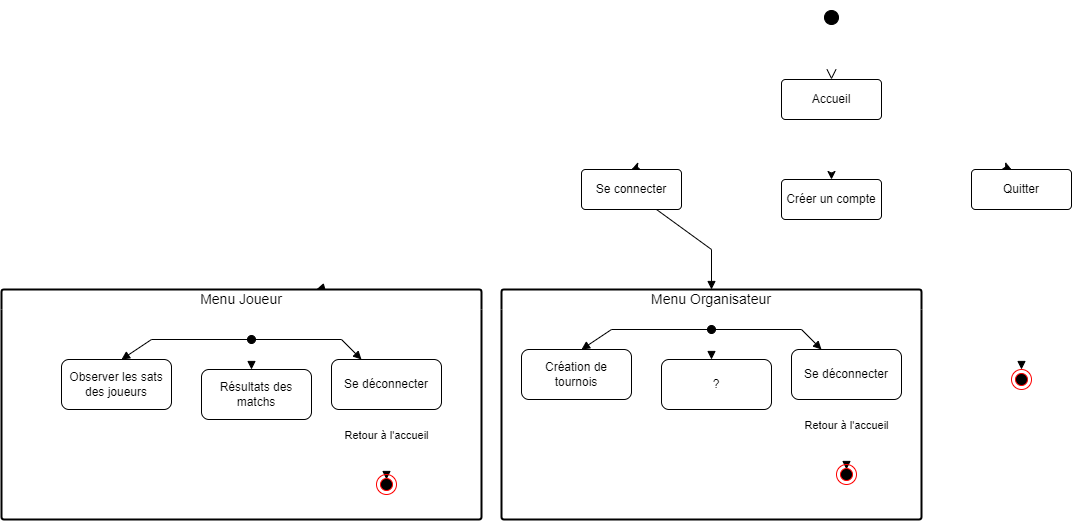 Accueil
Se connecter
Créer un compte
Quitter
Menu Joueur
Observer les sats
des joueurs
Résultats des
matchs
Se déconnecter
Retour à l'accueil
Menu Organisateur
Création de
tournois
?
Se déconnecter
Retour à l'accueil